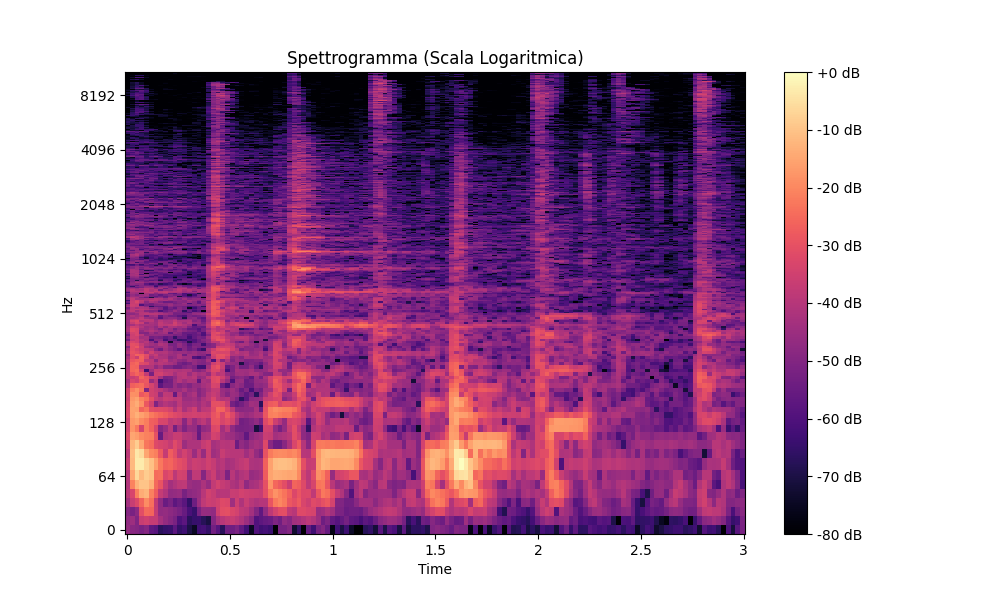 Spettrogramma (Scala Logaritmica)
8192
4096
2048
1024
512
256
128
64
0
Hz
0
0.5
1
1.5
2
2.5
3
Time
+0 dB
-10 dB
-20 dB
-30 dB
-40 dB
-50 dB
-60 dB
-70 dB
-80 dB